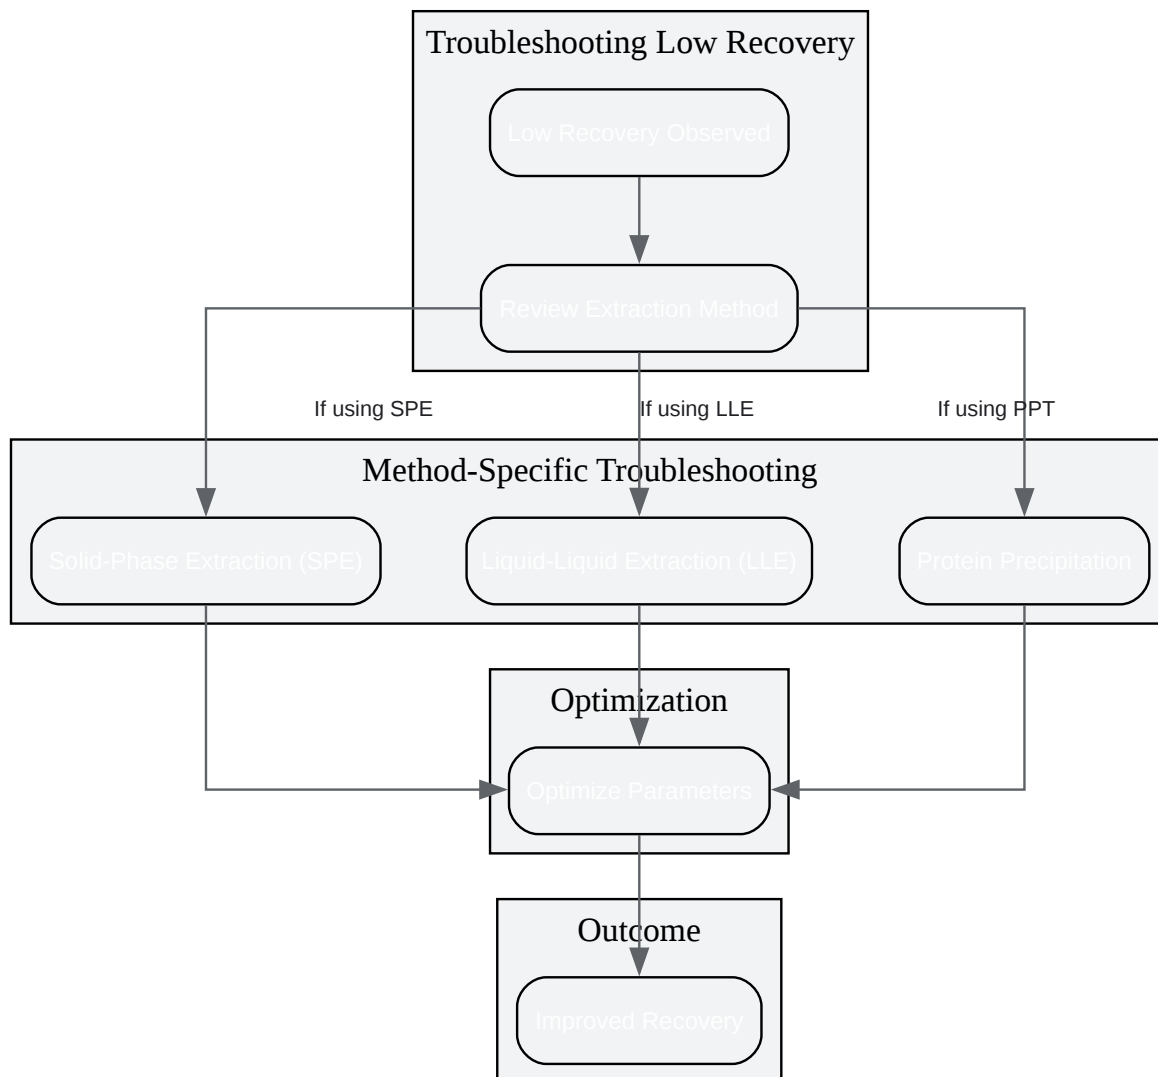 Troubleshooting Low Recovery
Low Recovery Observed
Review Extraction Method
If using SPE
If using LLE
If using PPT
Method-Specific Troubleshooting
Solid-Phase Extraction (SPE)
Liquid-Liquid Extraction (LLE)
Protein Precipitation
Optimization
Optimize Parameters
Outcome
Improved Recovery